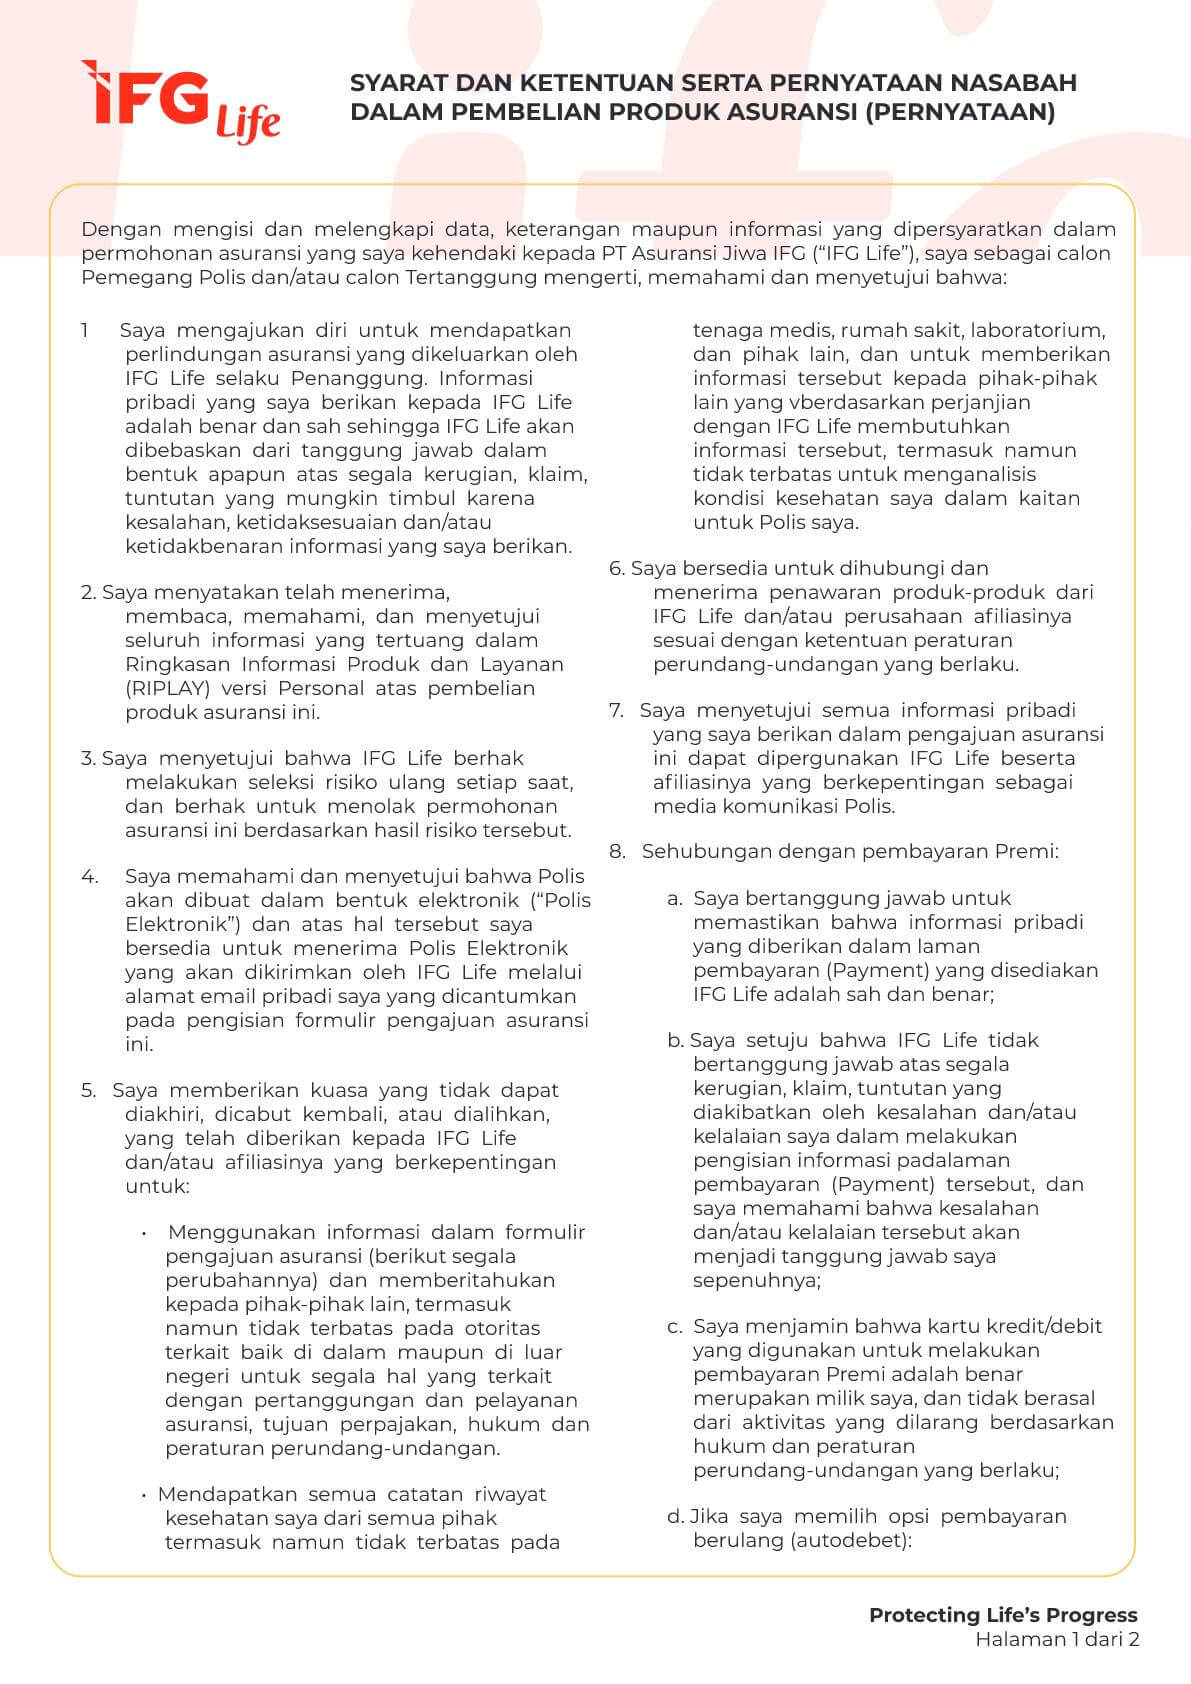 IFG Life
SYARAT DAN KETENTUAN SERTA PERNYATAAN NASABAH
DALAM PEMBELIAN PRODUK ASURANSI (PERNYATAAN)
Dengan mengisi dan melengkapi data, keterangan maupun informasi yang dipersyaratkan dalam
permohonan asuransi yang saya kehendaki kepada PT Asuransi Jiwa IFG (“IFG Life”), saya sebagai calon
Pemegang Polis dan/atau calon Tertanggung mengerti, memahami dan menyetujui bahwa:
1 Saya mengajukan diri untuk mendapatkan
perlindungan asuransi yang dikeluarkan oleh
IFG Life selaku Penanggung. Informasi
pribadi yang saya berikan kepada IFG Life
adalah benar dan sah sehingga IFG Life akan
dibebaskan dari tanggung jawab dalam
bentuk apapun atas segala kerugian, klaim,
tuntutan yang mungkin timbul karena
kesalahan, ketidaksesuaian dan/atau
ketidakbenaran informasi yang saya berikan.
2. Saya menyatakan telah menerima,
membaca, memahami, dan menyetujui
seluruh informasi yang tertuang dalam
Ringkasan Informasi Produk dan Layanan
(RIPLAY) versi Personal atas pembelian
produk asuransi ini.
3. Saya menyetujui bahwa IFG Life berhak
melakukan seleksi risiko ulang setiap saat,
dan berhak untuk menolak permohonan
asuransi ini berdasarkan hasil risiko tersebut.
4. Saya memahami dan menyetujui bahwa Polis
akan dibuat dalam bentuk elektronik (“Polis
Elektronik”) dan atas hal tersebut saya
bersedia untuk menerima Polis Elektronik
yang akan dikirimkan oleh IFG Life melalui
alamat email pribadi saya yang dicantumkan
pada pengisian formulir pengajuan asuransi
ini.
5. Saya memberikan kuasa yang tidak dapat
diakhiri, dicabut kembali, atau dialihkan,
yang telah diberikan kepada IFG Life
dan/atau afiliasinya yang berkepentingan
untuk:
• Menggunakan informasi dalam formulir
pengajuan asuransi (berikut segala
perubahannya) dan memberitahukan
kepada pihak-pihak lain, termasuk
namun tidak terbatas pada otoritas
terkait baik di dalam maupun di luar
negeri untuk segala hal yang terkait
dengan pertanggungan dan pelayanan
asuransi, tujuan perpajakan, hukum dan
peraturan perundang-undangan.
• Mendapatkan semua catatan riwayat
kesehatan saya dari semua pihak
termasuk namun tidak terbatas pada
tenaga medis, rumah sakit, laboratorium,
dan pihak lain, dan untuk memberikan
informasi tersebut kepada pihak-pihak
lain yang vberdasarkan perjanjian
dengan IFG Life membutuhkan
informasi tersebut, termasuk namun
tidak terbatas untuk menganalisis
kondisi kesehatan saya dalam kaitan
untuk Polis saya.
6. Saya bersedia untuk dihubungi dan
menerima penawaran produk-produk dari
IFG Life dan/atau perusahaan afiliasinya
sesuai dengan ketentuan peraturan
perundang-undangan yang berlaku.
7. Saya menyetujui semua informasi pribadi
yang saya berikan dalam pengajuan asuransi
ini dapat dipergunakan IFG Life beserta
afiliasinya yang berkepentingan sebagai
media komunikasi Polis.
8. Sehubungan dengan pembayaran Premi:
a. Saya bertanggung jawab untuk
memastikan bahwa informasi pribadi
yang diberikan dalam laman
pembayaran (Payment) yang disediakan
IFG Life adalah sah dan benar;
b. Saya setuju bahwa IFG Life tidak
bertanggung jawab atas segala
kerugian, klaim, tuntutan yang
diakibatkan oleh kesalahan dan/atau
kelalaian saya dalam melakukan
pengisian informasi padalaman
pembayaran (Payment) tersebut, dan
saya memahami bahwa kesalahan
dan/atau kelalaian tersebut akan
menjadi tanggung jawab saya
sepenuhnya;
c. Saya menjamin bahwa kartu kredit/debit
yang digunakan untuk melakukan
pembayaran Premi adalah benar
merupakan milik saya, dan tidak berasal
dari aktivitas yang dilarang berdasarkan
hukum dan peraturan
perundang-undangan yang berlaku;
d. Jika saya memilih opsi pembayaran
berulang (autodebet):
Protecting Life’s Progress
Halaman 1 dari 2